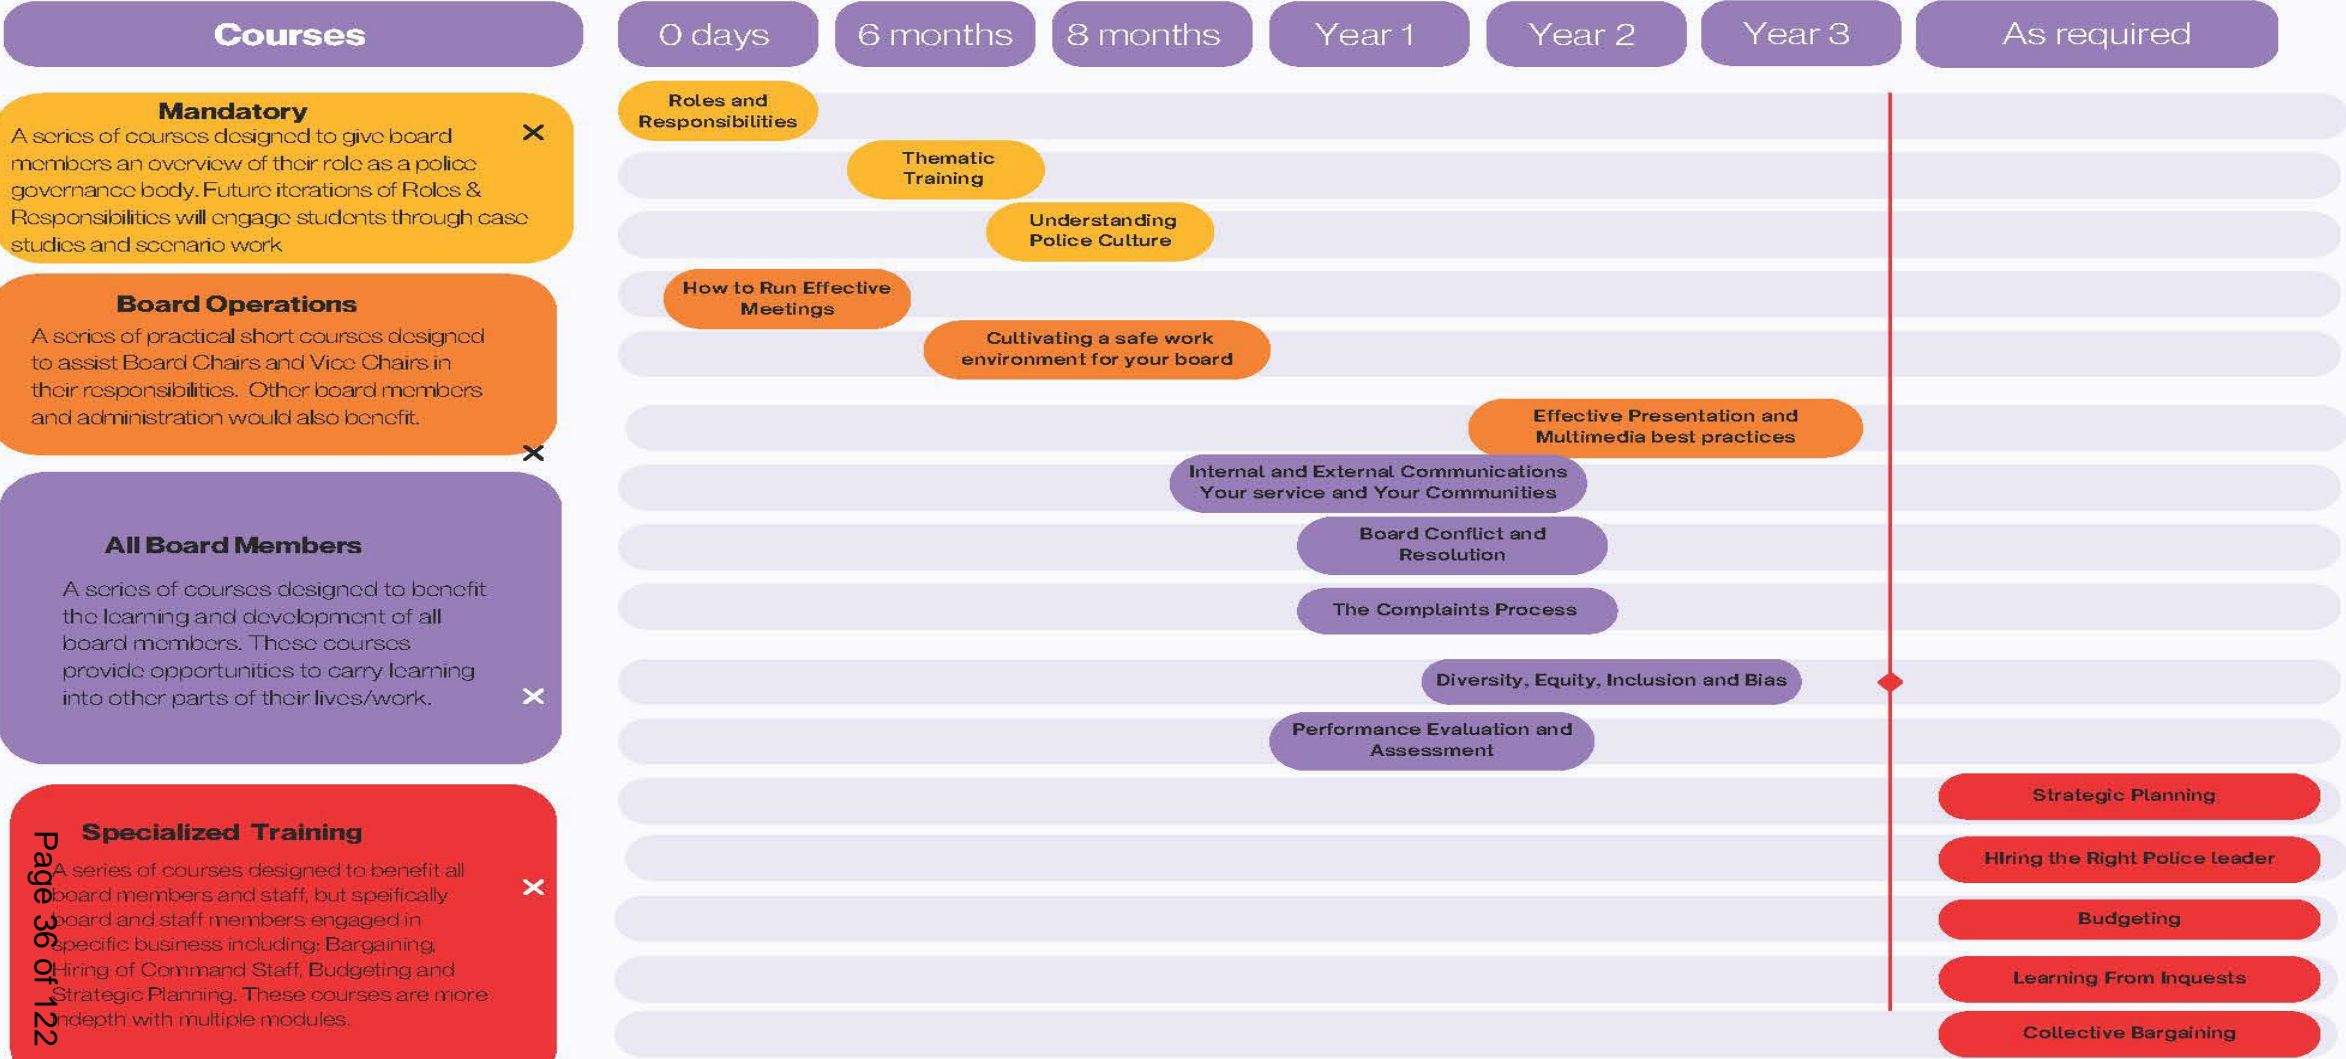 Courses
0 days
6 months
8 months
Year 1
Year 2
Year 3
As required
Mandatory
A series of courses designed to give board
members an overview of their role as a police
governance body. Future iterations of Roles &
Responsibilities will engage students through case
studies and scenario work
Roles and
Responsibilities
Thematic
Training
Understanding
Police Culture
Board Operations
A series of practical short courses designed
to assist Board Chairs and Vice Chairs in
their responsibilities. Other board members
and administration would also benefit.
How to Run Effective
Meetings
Cultivating a safe work
environment for your board
Effective Presentation and
Multimedia best practices
All Board Members
A series of courses designed to benefit
the learning and development of all
board members. These courses
provide opportunities to carry learning
into other parts of their lives/work.
Internal and External Communications
Your service and Your Communities
Board Conflict and
Resolution
The Complaints Process
Diversity, Equity, Inclusion and Bias
Performance Evaluation and
Assessment
Specialized Training
A series of courses designed to benefit all
board members and staff, but speifically
board and staff members engaged in
specific business including: Bargaining,
Hiring of Command Staff, Budgeting and
Strategic Planning. These courses are more
indepth with multiple modules.
Strategic Planning
HIring the Right Police leader
Budgeting
Learning From Inquests
Collective Bargaining
Page 36 of 122